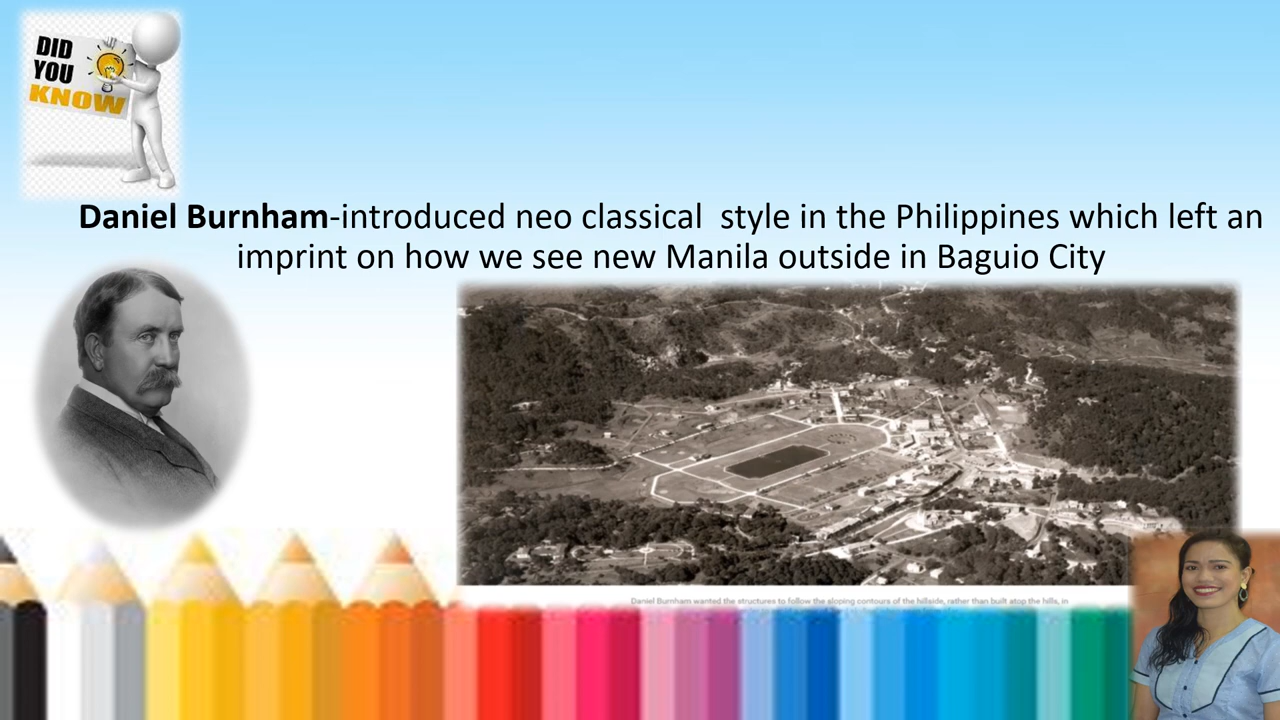 DID
YOU
KNOW
Daniel Burnham-introduced neo classical  style in the Philippines which left an
imprint on how we see new Manila outside in Baguio City
Daniel Burnham wanted the structures to follow the sloping contours of the hillside, rather than built atop the hills, in